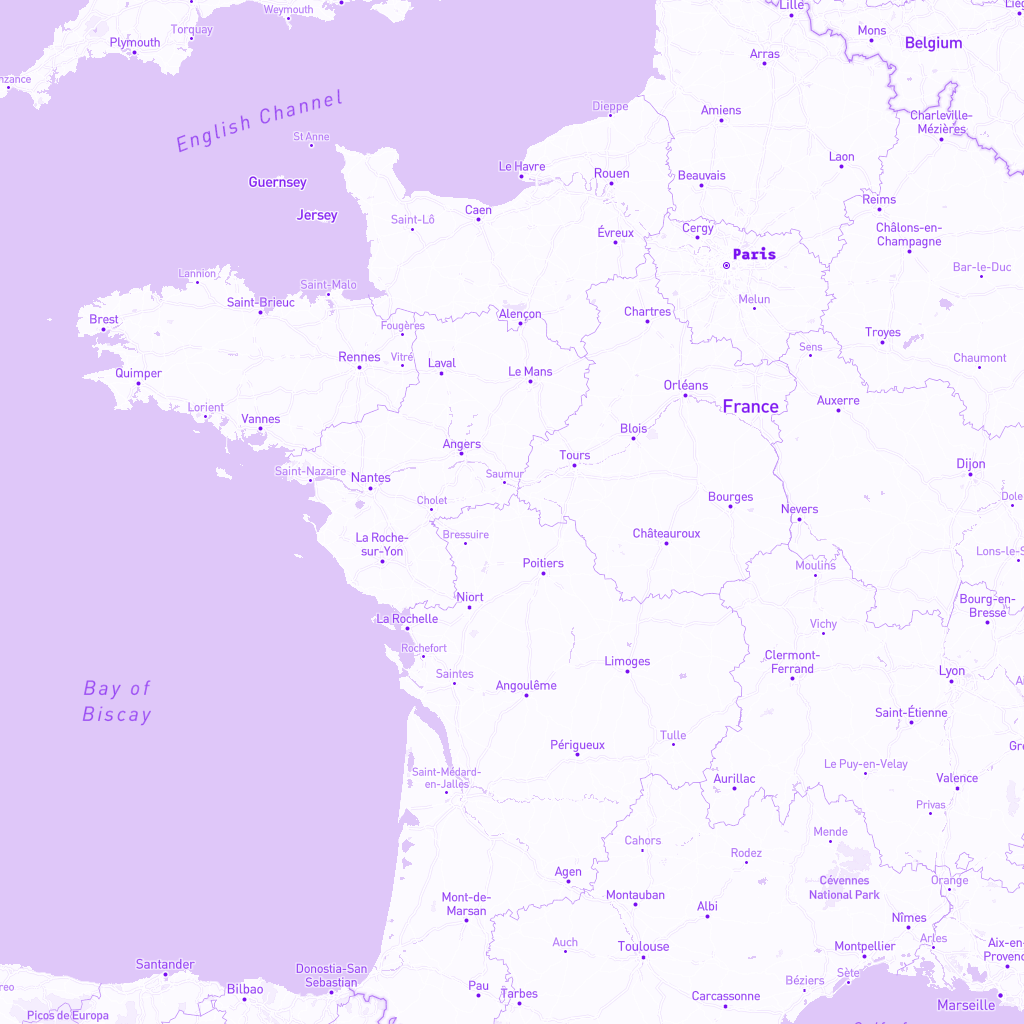 Lille
Weymouth
Torquay
Plymouth
Mons
Belgium
Arras
English Channel
Dieppe
Amiens
Charleville-
Mézières
St Anne
Laon
Le Havre
Rouen
Beauvais
Guernsey
Reims
Jersey
Caen
Saint-Lô
Évreux
Cergy
Châlons-en-
Champagne
Paris
Bar-le-Duc
Lannion
Saint-Malo
Melun
Saint-Brieuc
Brest
Alençon
Chartres
Fougères
Troyes
Rennes
Vitré
Laval
Sens
Chaumont
Quimper
Le Mans
Orléans
France
Auxerre
Lorient
Vannes
Blois
Angers
Tours
Dijon
Saint-Nazaire
Nantes
Saumur
Cholet
Bourges
Nevers
Dole
Bressuire
Châteauroux
La Roche-
sur-Yon
Poitiers
Moulins
Niort
Bourg-en-
Bresse
La Rochelle
Vichy
Rochefort
Saintes
Limoges
Clermont-
Ferrand
Lyon
Bay of
Biscay
Angoulême
Saint-Étienne
Périgueux
Tulle
Le Puy-en-Velay
Saint-Médard-
en-Jalles
Aurillac
Valence
Privas
Cahors
Mende
Rodez
Agen
Cévennes
National Park
Orange
Mont-de-
Marsan
Montauban
Albi
Nîmes
Auch
Toulouse
Montpellier
Arles
Santander
Donostia-San
Sebastian
Sète
Béziers
Bilbao
Pau
Tarbes
Carcassonne
Marseille
Picos de Europa